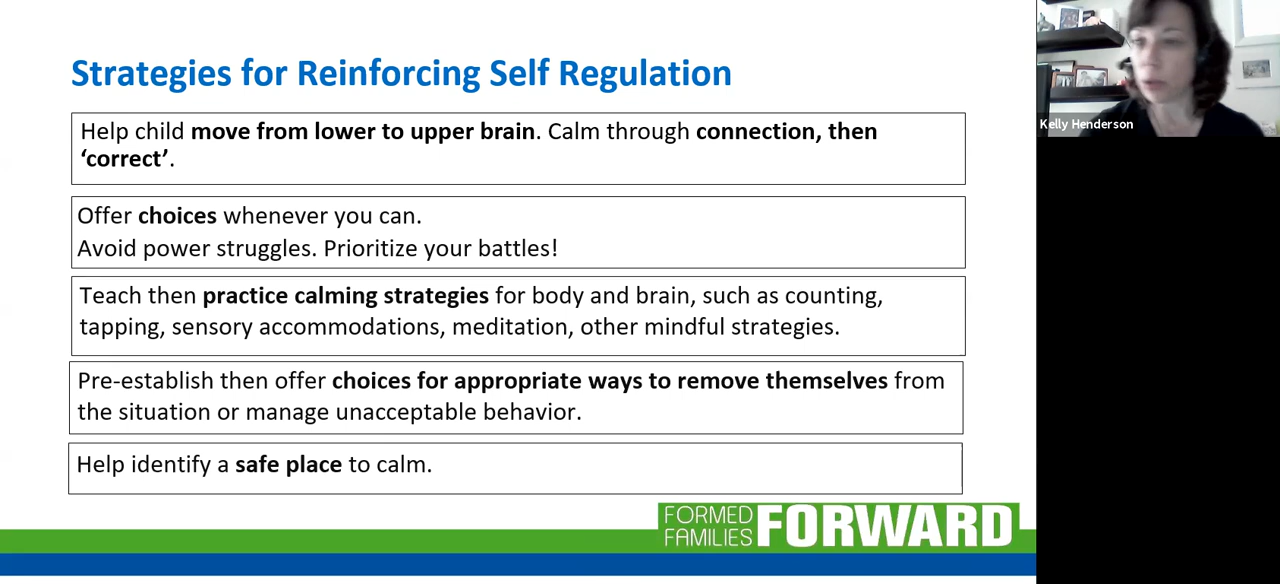 Strategies for Reinforcing Self Regulation
Help child move from lower to upper brain. Calm through connection, then
‘correct’.
Offer choices whenever you can.
Avoid power struggles. Prioritize your battles!
Teach then practice calming strategies for body and brain, such as counting,
tapping, sensory accommodations, meditation, other mindful strategies.
Pre-establish then offer choices for appropriate ways to remove themselves from
the situation or manage unacceptable behavior.
Help identify a safe place to calm.
FORMED
FAMILIES
FORWARD
Kelly Henderson